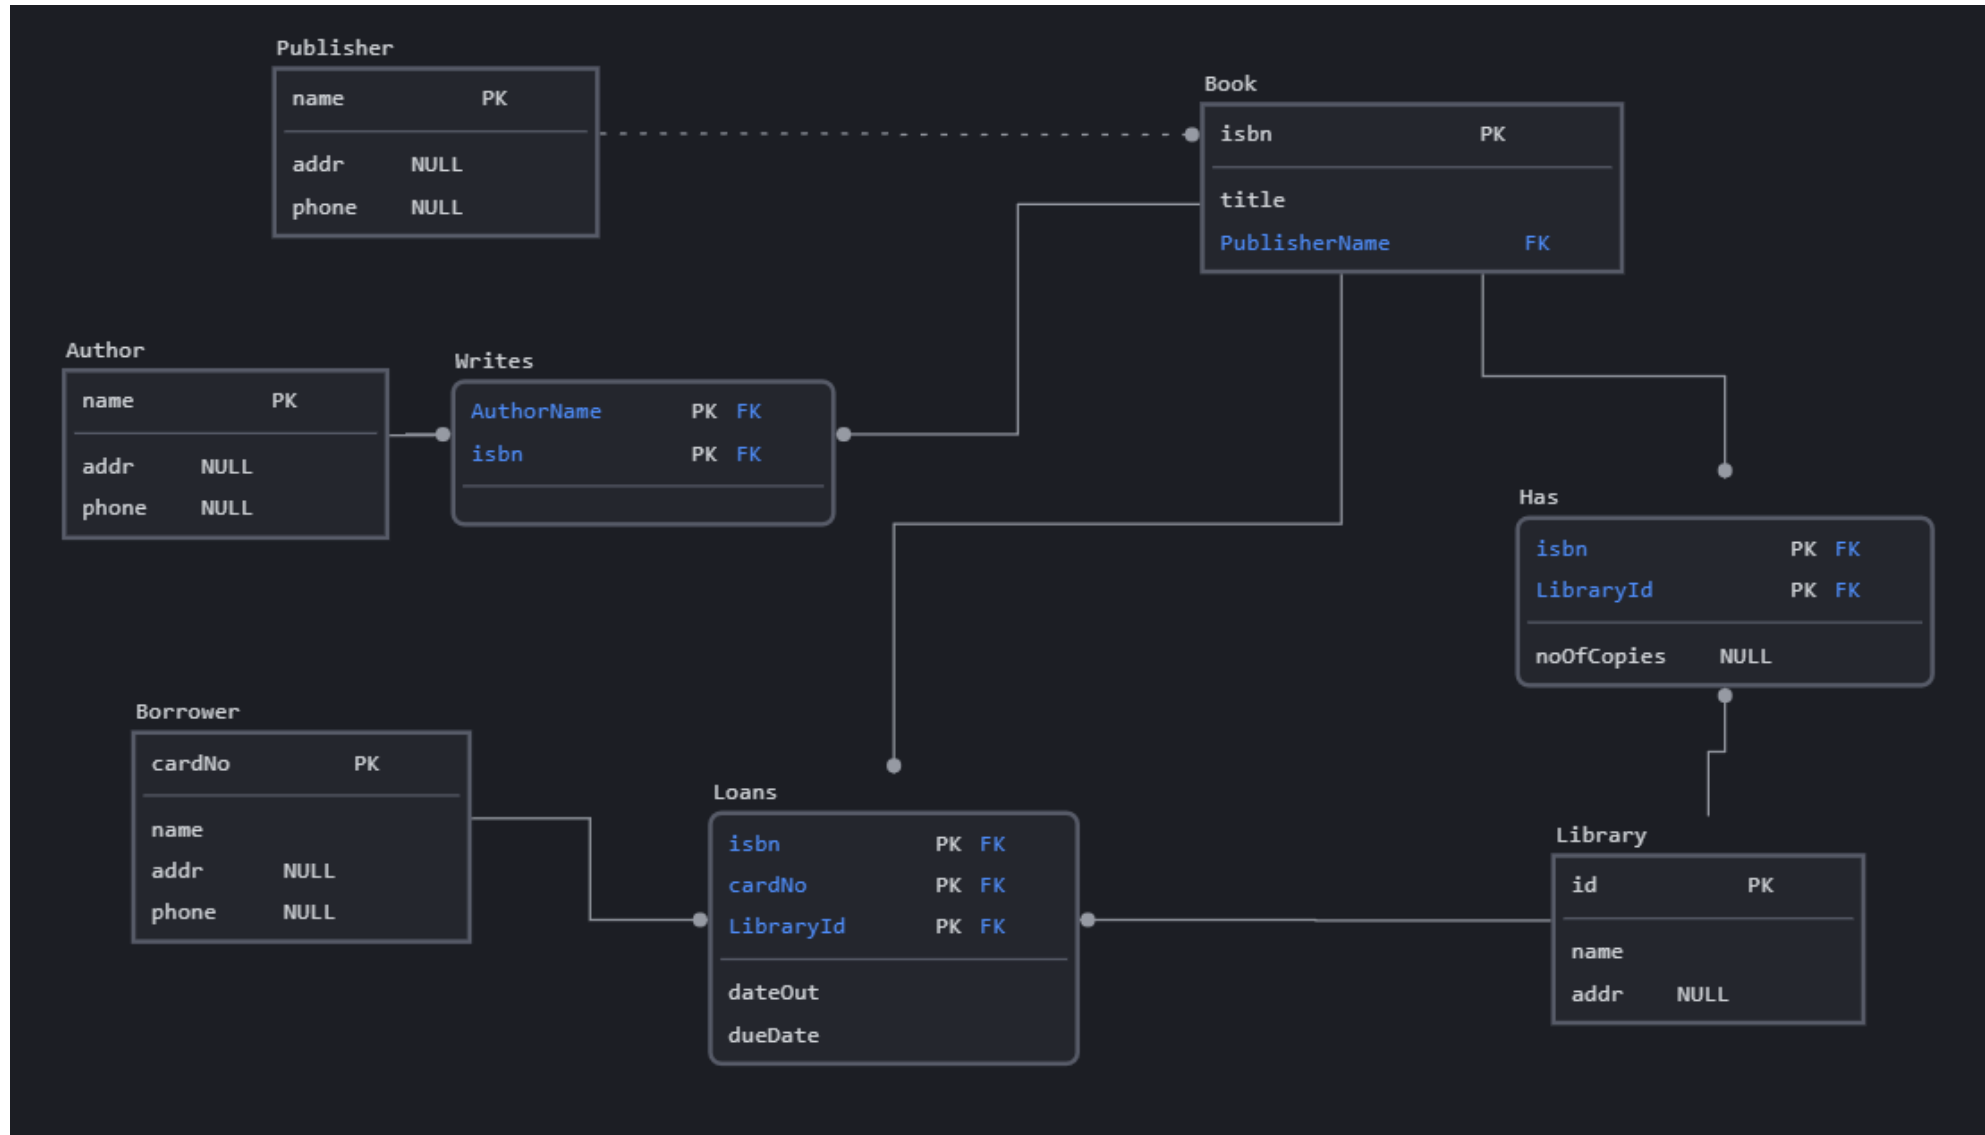 Publisher
name PK
addr NULL
phone NULL
Book
isbn PK
title
PublisherName FK
Author
name PK
addr NULL
phone NULL
Writes
AuthorName PK FK
isbn PK FK
Has
isbn PK FK
LibraryId PK FK
noOfCopies NULL
Borrower
cardNo PK
name
addr NULL
phone NULL
Loans
isbn PK FK
cardNo PK FK
LibraryId PK FK
dateOut
dueDate
Library
id PK
name
addr NULL